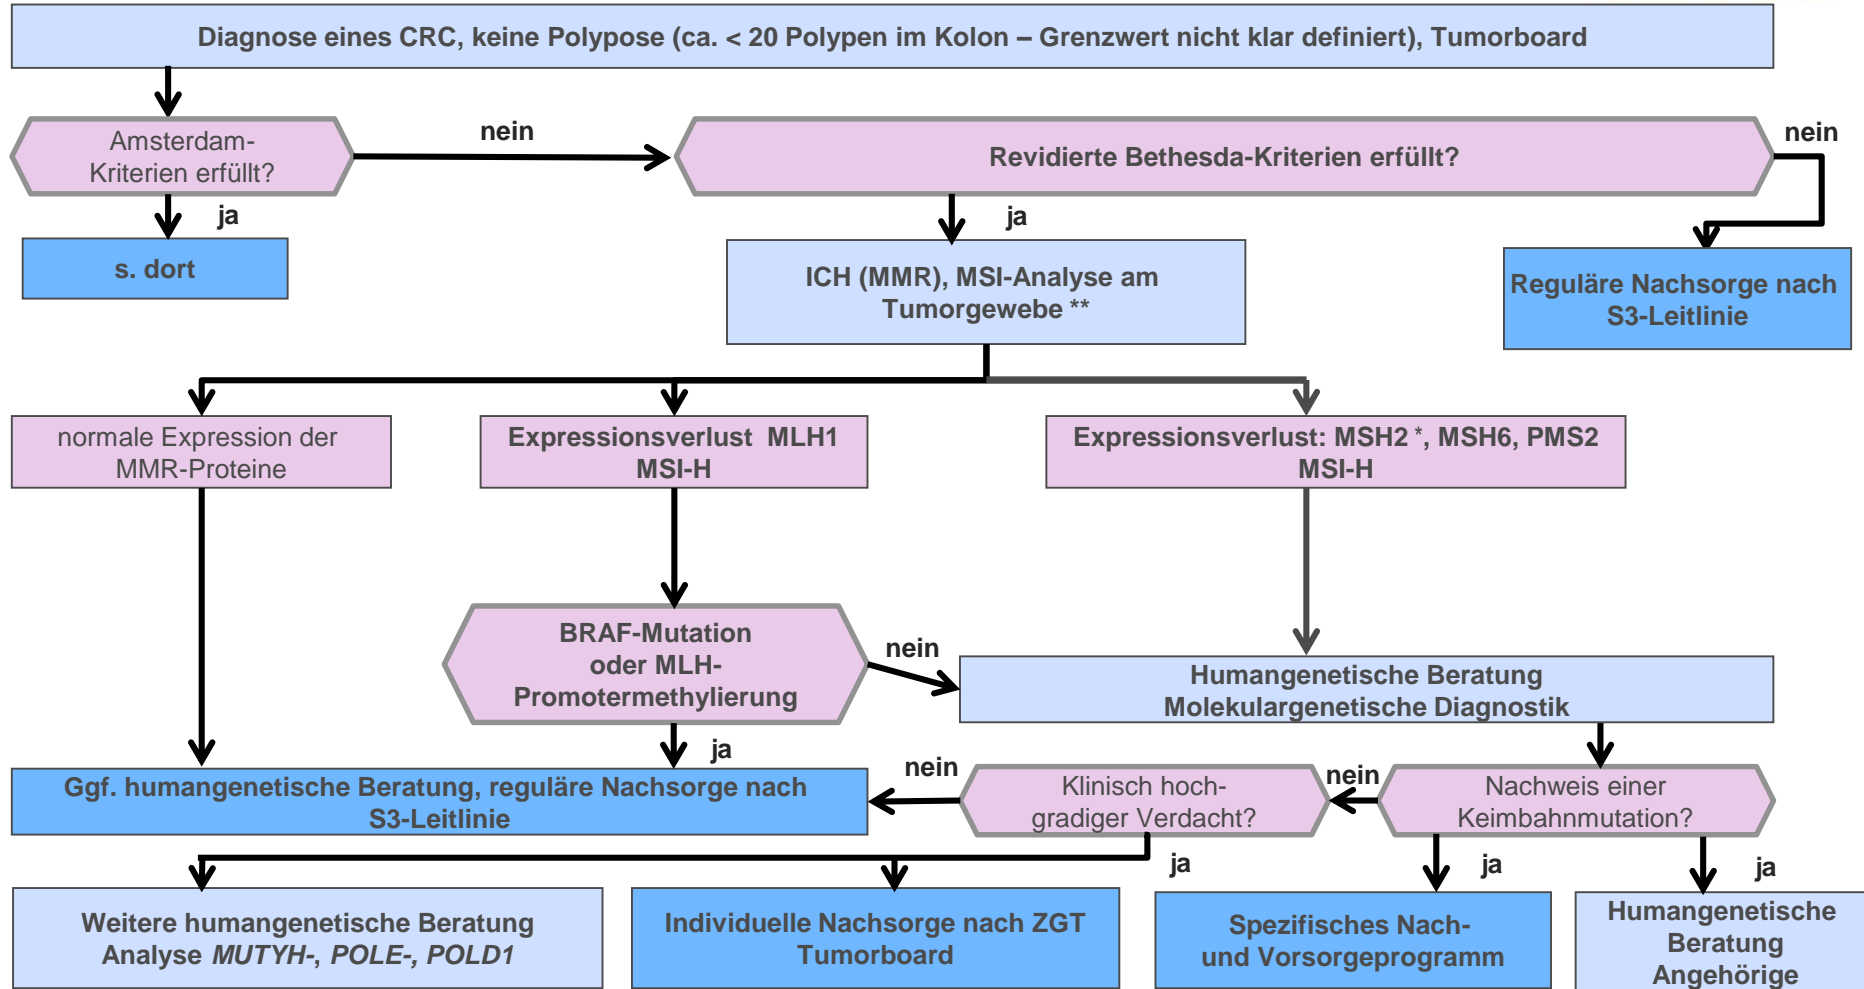 Diagnose eines CRC, keine Polypose (ca. < 20 Polypen im Kolon – Grenzwert nicht klar definiert), Tumorboard
Amsterdam-
Kriterien erfüllt?
nein
Revidierte Bethesda-Kriterien erfüllt?
nein
ja
ja
s. dort
ICH (MMR), MSI-Analyse am
Tumorgewebe **
Reguläre Nachsorge nach
S3-Leitlinie
normale Expression der
MMR-Proteine
Expressionsverlust MLH1
MSI-H
Expressionsverlust: MSH2 *, MSH6, PMS2
MSI-H
BRAF-Mutation
oder MLH-
Promotermethylierung
nein
Humangenetische Beratung
Molekulargenetische Diagnostik
ja
Ggf. humangenetische Beratung, reguläre Nachsorge nach
S3-Leitlinie
nein
Klinisch hoch-
gradiger Verdacht?
nein
Nachweis einer
Keimbahnmutation?
ja
ja
ja
Weitere humangenetische Beratung
Analyse MUTYH-, POLE-, POLD1
Individuelle Nachsorge nach ZGT
Tumorboard
Spezifisches Nach-
und Vorsorgeprogramm
Humangenetische
Beratung
Angehörige